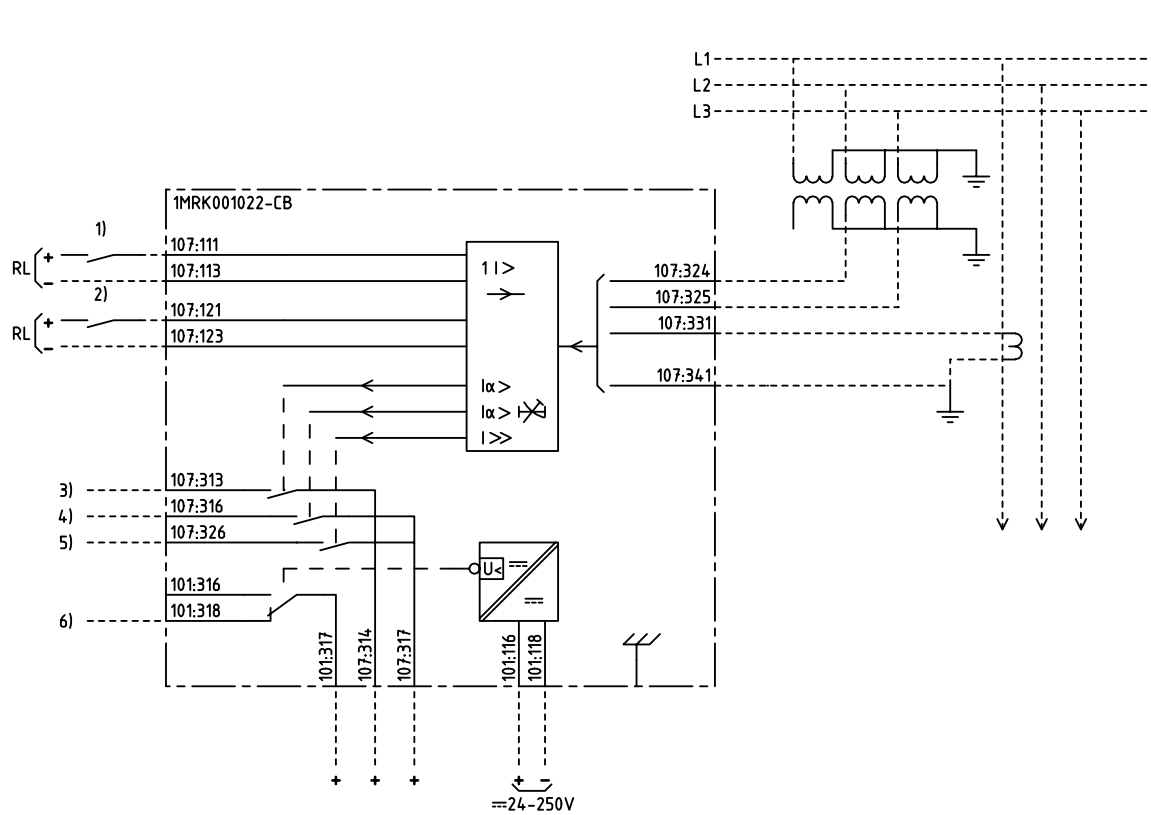 L1
L2
L3
1MRK001022-CB
1)
107:111
RL
+
-
107:113
1 I>
107:324
2)
107:121
107:325
RL
+
-
107:123
107:331
107:341
Iα>
Iα>
I>>
3)
107:313
4)
107:316
5)
107:326
U<
101:316
6)
101:318
101:317
107:314
107:317
101:116
101:118
+ + + + -
24-250V